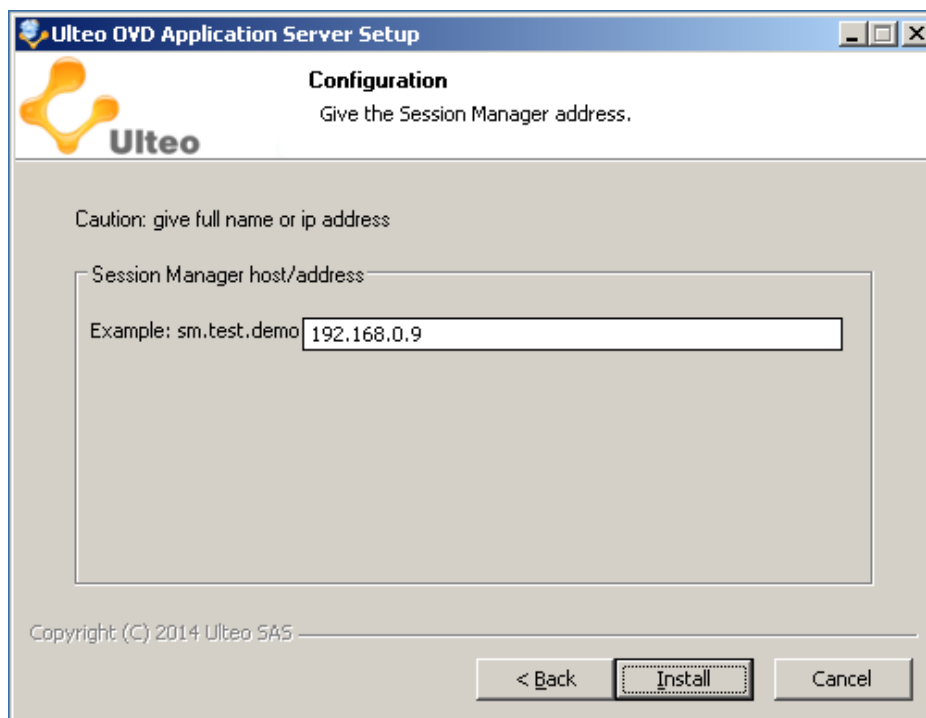 Ulteo OVD Application Server Setup
Configuration
Give the Session Manager address.
Ulteo
Caution: give full name or ip address
Session Manager host/address
Example: sm.test.demo 192.168.0.9
Copyright (C) 2014 Ulteo SAS
< Back Install Cancel